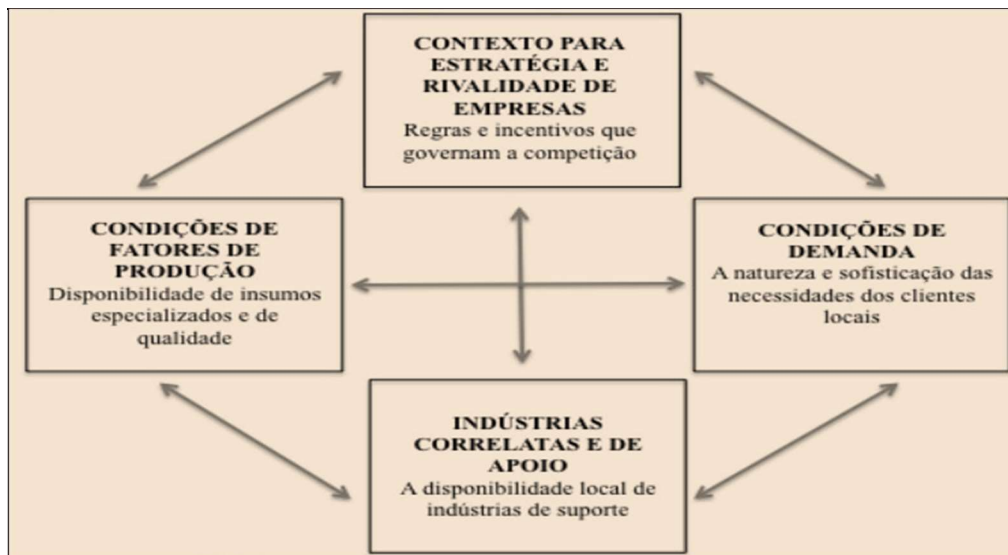 CONTEXTO PARA
ESTRATÉGIA E
RIVALIDADE DE
EMPRESAS
Regras e incentivos que
governam a competição
CONDIÇÕES DE
FATORES DE
PRODUÇÃO
Disponibilidade de insumos
especializados e de
qualidade
CONDIÇÕES DE
DEMANDA
A natureza e sofisticação das
necessidades dos clientes
locais
INDÚSTRIAS
CORRELATAS E DE
APOIO
A disponibilidade local de
indústrias de suporte